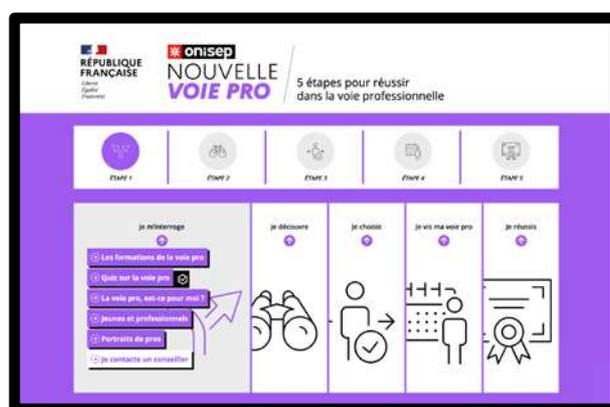 RÉPUBLIQUE
FRANÇAISE
Liberté
Égalité
Fraternité
onisep
NOUVELLE
VOIE PRO
5 étapes pour réussir
dans la voie professionnelle
ÉTAPE 1
ÉTAPE 2
ÉTAPE 3
ÉTAPE 4
ÉTAPE 5
Je m'interroge
Les formations de la voie pro
Quiz sur la voie pro
La voie pro, est-ce pour moi ?
Jeunes et professionnels
Portraits de pros
Je contacte un conseiller
Je découvre
Je choisis
Je vis ma voie pro
Je réussis